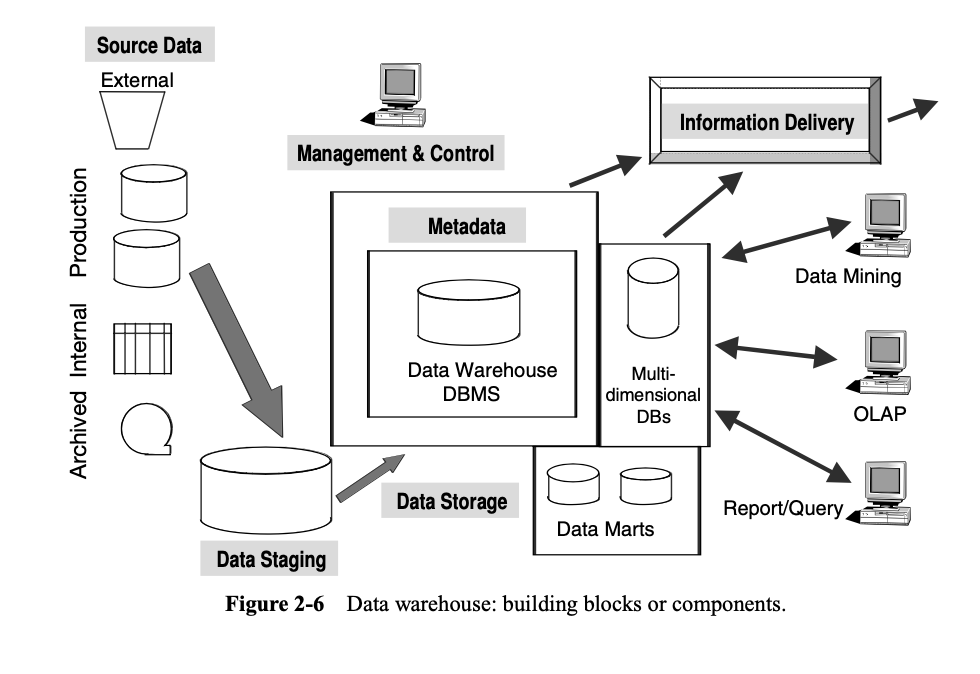 Source Data
External
Production
Internal
Archived
Management & Control
Information Delivery
Metadata
Data Warehouse
DBMS
Multi-
dimensional
DBs
Data Mining
OLAP
Report/Query
Data Storage
Data Marts
Data Staging
Figure 2-6 Data warehouse: building blocks or components.